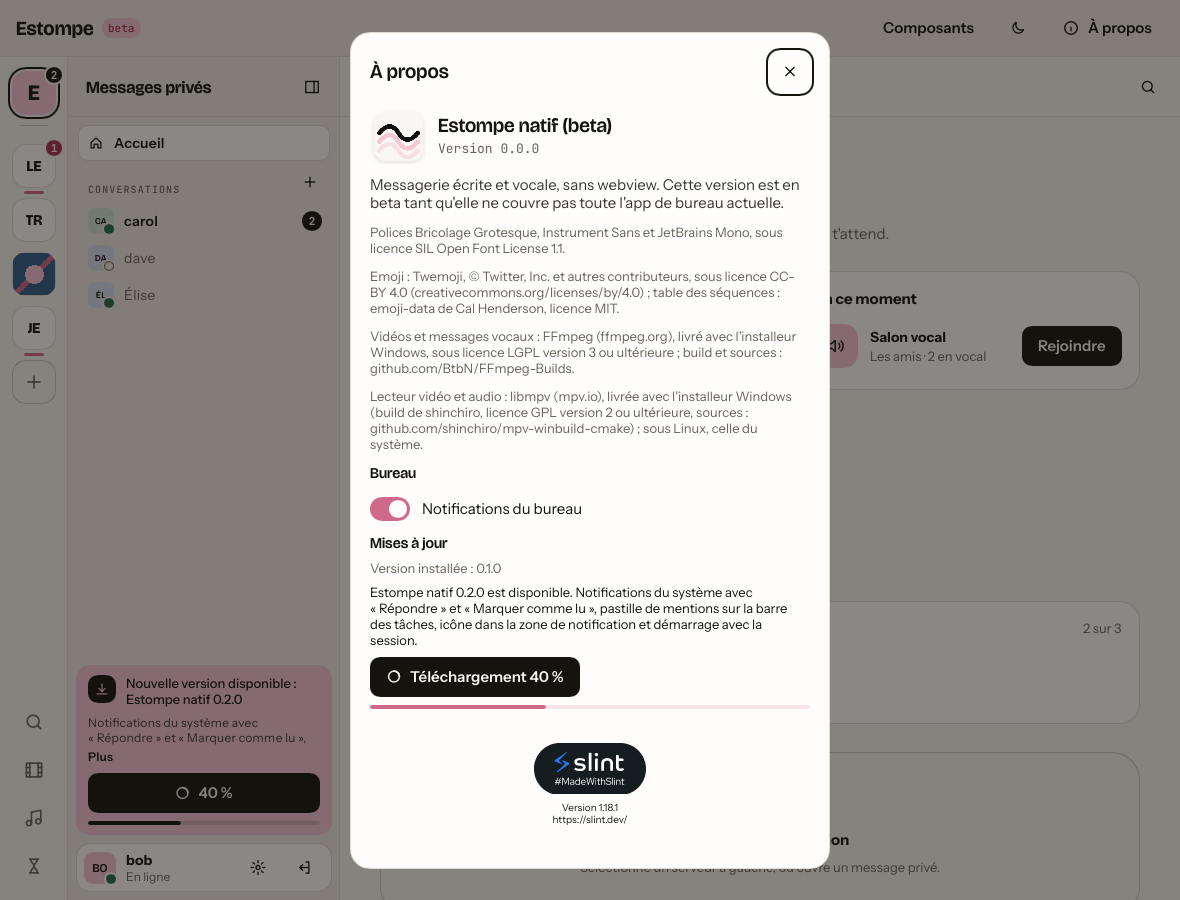 Estompe beta
Composants
À propos
E 2
Messages privés
Accueil
LE 1
TR
JE
CONVERSATIONS
CA carol 2
DA dave
ÉL Élise
Nouvelle version disponible :
Estompe natif 0.2.0
Notifications du système avec
« Répondre » et « Marquer comme lu »,
Plus
40 %
BO bob
En ligne
À propos
Estompe natif (beta)
Version 0.0.0
Messagerie écrite et vocale, sans webview. Cette version est en
beta tant qu'elle ne couvre pas toute l'app de bureau actuelle.
Polices Bricolage Grotesque, Instrument Sans et JetBrains Mono, sous
licence SIL Open Font License 1.1.
Emoji : Twemoji, © Twitter, Inc. et autres contributeurs, sous licence CC-
BY 4.0 (creativecommons.org/licenses/by/4.0) ; table des séquences :
emoji-data de Cal Henderson, licence MIT.
Vidéos et messages vocaux : FFmpeg (ffmpeg.org), livré avec l'installeur
Windows, sous licence LGPL version 3 ou ultérieure ; build et sources :
github.com/BtbN/FFmpeg-Builds.
Lecteur vidéo et audio : libmpv (mpv.io), livrée avec l'installeur Windows
(build de shinchiro, licence GPL version 2 ou ultérieure, sources :
github.com/shinchiro/mpv-winbuild-cmake) ; sous Linux, celle du
système.
Bureau
Notifications du bureau
Mises à jour
Version installée : 0.1.0
Estompe natif 0.2.0 est disponible. Notifications du système avec
« Répondre » et « Marquer comme lu », pastille de mentions sur la barre
des tâches, icône dans la zone de notification et démarrage avec la
session.
Téléchargement 40 %
slint
#MadeWithSlint
Version 1.18.1
https://slint.dev/
t'attend.
ce moment
Salon vocal
Les amis · 2 en vocal
Rejoindre
2 sur 3
on
Sélectionne un serveur à gauche, ou ouvre un message privé.